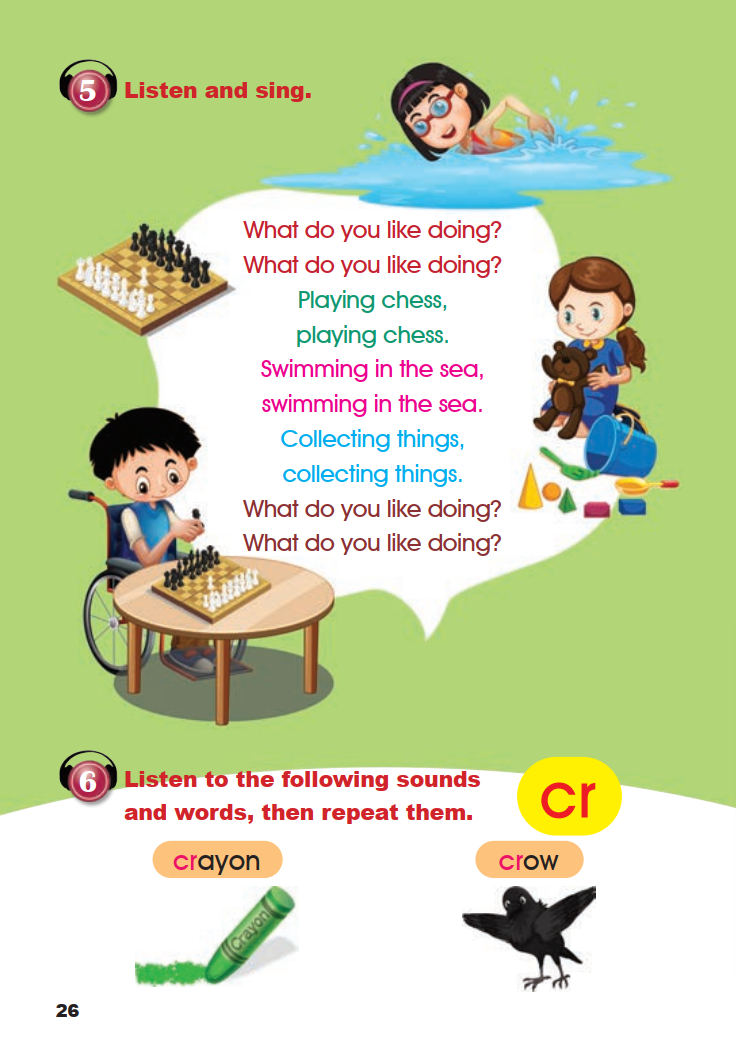 5 Listen and sing.
What do you like doing?
What do you like doing?
Playing chess,
playing chess.
Swimming in the sea,
swimming in the sea.
Collecting things,
collecting things.
What do you like doing?
What do you like doing?
6 Listen to the following sounds
and words, then repeat them.
cr
crayon
crow
Crayon
26